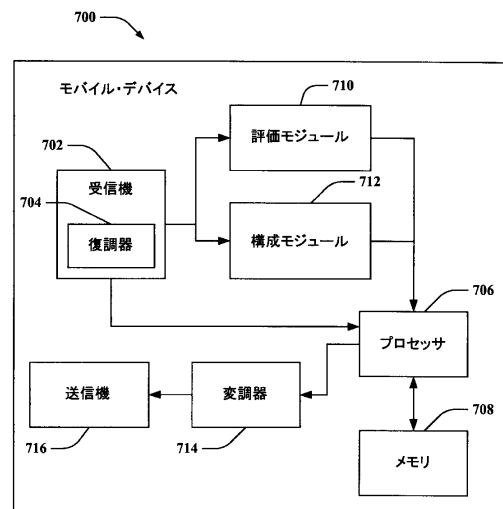 700
モバイル・デバイス
710
評価モジュール
702
受信機
704
復調器
712
構成モジュール
706
プロセッサ
送信機
716
変調器
714
708
メモリ